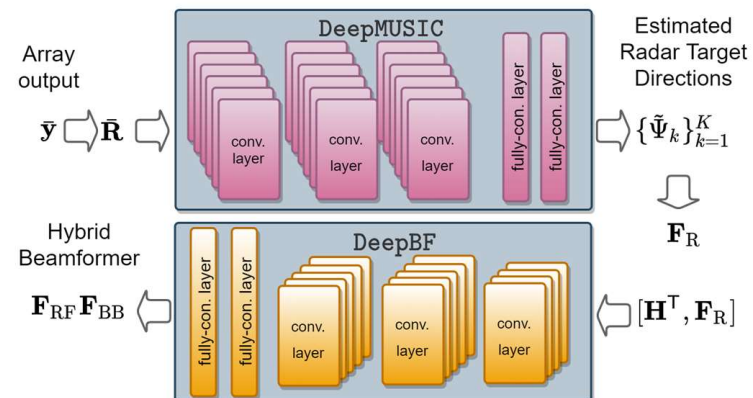 DeepMUSIC
Array
output
ȳ
R̄
conv.
layer
conv.
layer
conv.
layer
fully-con. layer
fully-con. layer
Estimated
Radar Target
Directions
{Ψ̃ₖ}ᴷₖ₌₁
F_R
[Hᵀ, F_R]
DeepBF
conv.
layer
conv.
layer
conv.
layer
fully-con. layer
fully-con. layer
Hybrid
Beamformer
F_RF F_BB